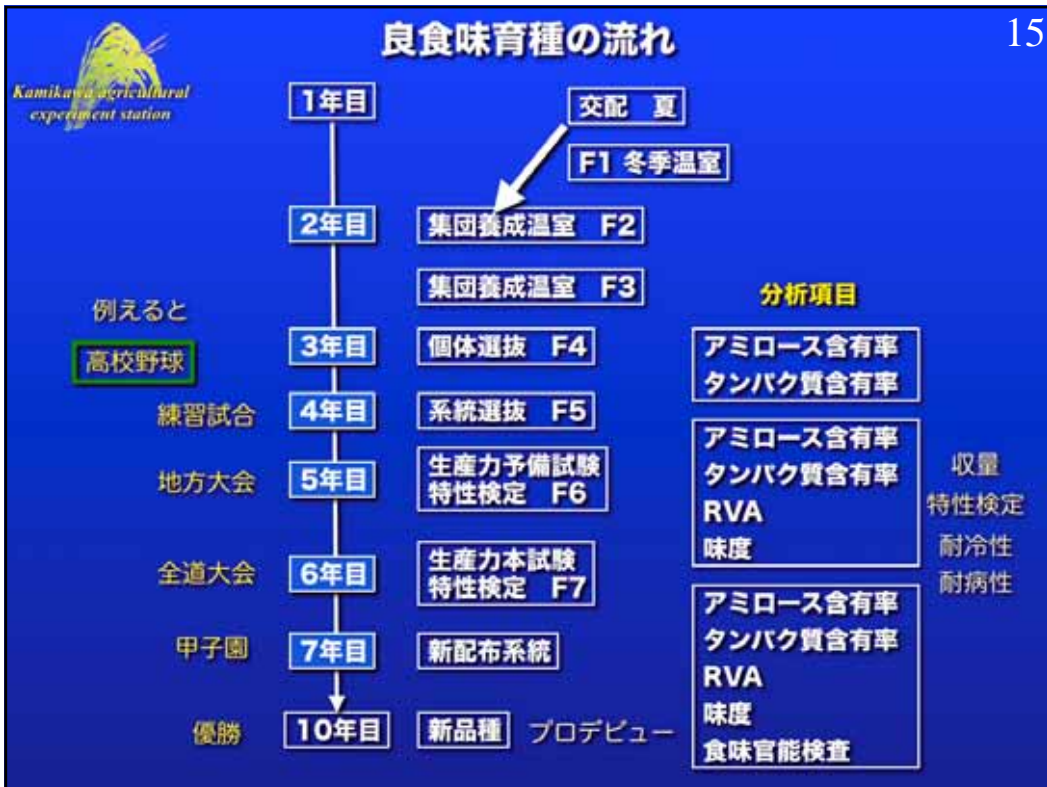 良食味育種の流れ
15
Kamikawa agricultural
experiment station
1年目
交配 夏
F1 冬季温室
2年目
集団養成温室 F2
集団養成温室 F3
分析項目
例えると
高校野球
3年目
個体選抜 F4
アミロース含有率
タンパク質含有率
練習試合
4年目
系統選抜 F5
地方大会
5年目
生産力予備試験
特性検定 F6
アミロース含有率
タンパク質含有率
RVA
味度
収量
特性検定
耐冷性
耐病性
全道大会
6年目
生産力本試験
特性検定 F7
甲子園
7年目
新配布系統
アミロース含有率
タンパク質含有率
RVA
味度
食味官能検査
優勝
10年目
新品種
プロデビュー